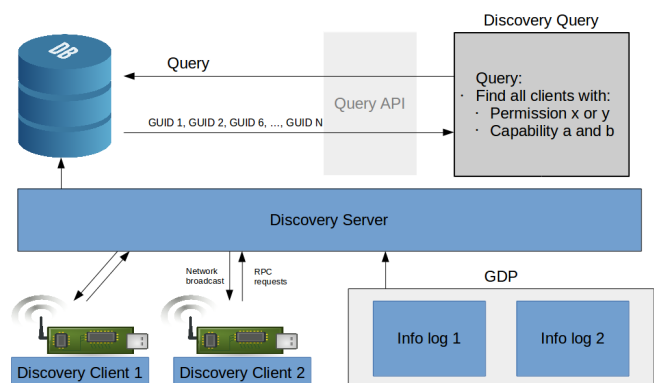 Discovery Query
DB
Query
Query:
· Find all clients with:
· Permission x or y
· Capability a and b
Query API
GUID 1, GUID 2, GUID 6, ..., GUID N
Discovery Server
Network
broadcast
RPC
requests
GDP
Info log 1
Info log 2
Discovery Client 1
Discovery Client 2